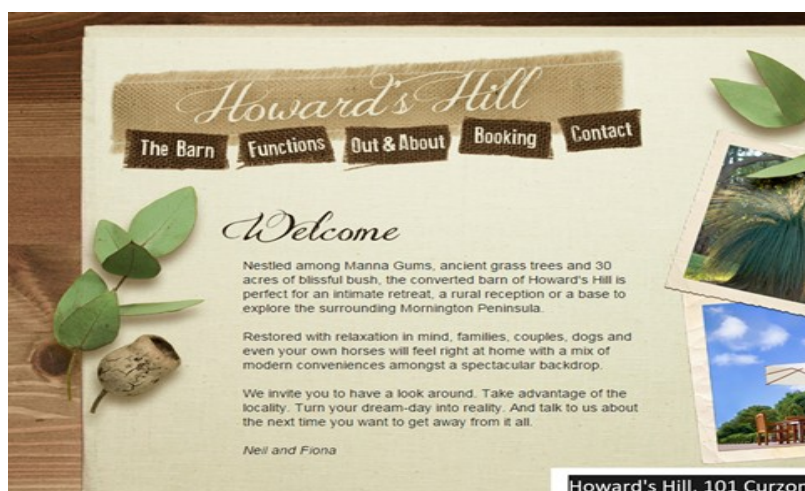 Howard's Hill
The Barn
Functions
Out & About
Booking
Contact
Welcome
Nestled among Manna Gums, ancient grass trees and 30
acres of blissful bush, the converted barn of Howard's Hill is
perfect for an intimate retreat, a rural reception or a base to
explore the surrounding Mornington Peninsula.
Restored with relaxation in mind, families, couples, dogs and
even your own horses will feel right at home with a mix of
modern conveniences amongst a spectacular backdrop.
We invite you to have a look around. Take advantage of the
locality. Turn your dream-day into reality. And talk to us about
the next time you want to get away from it all.
Neil and Fiona
Howard's Hill, 101 Curzon